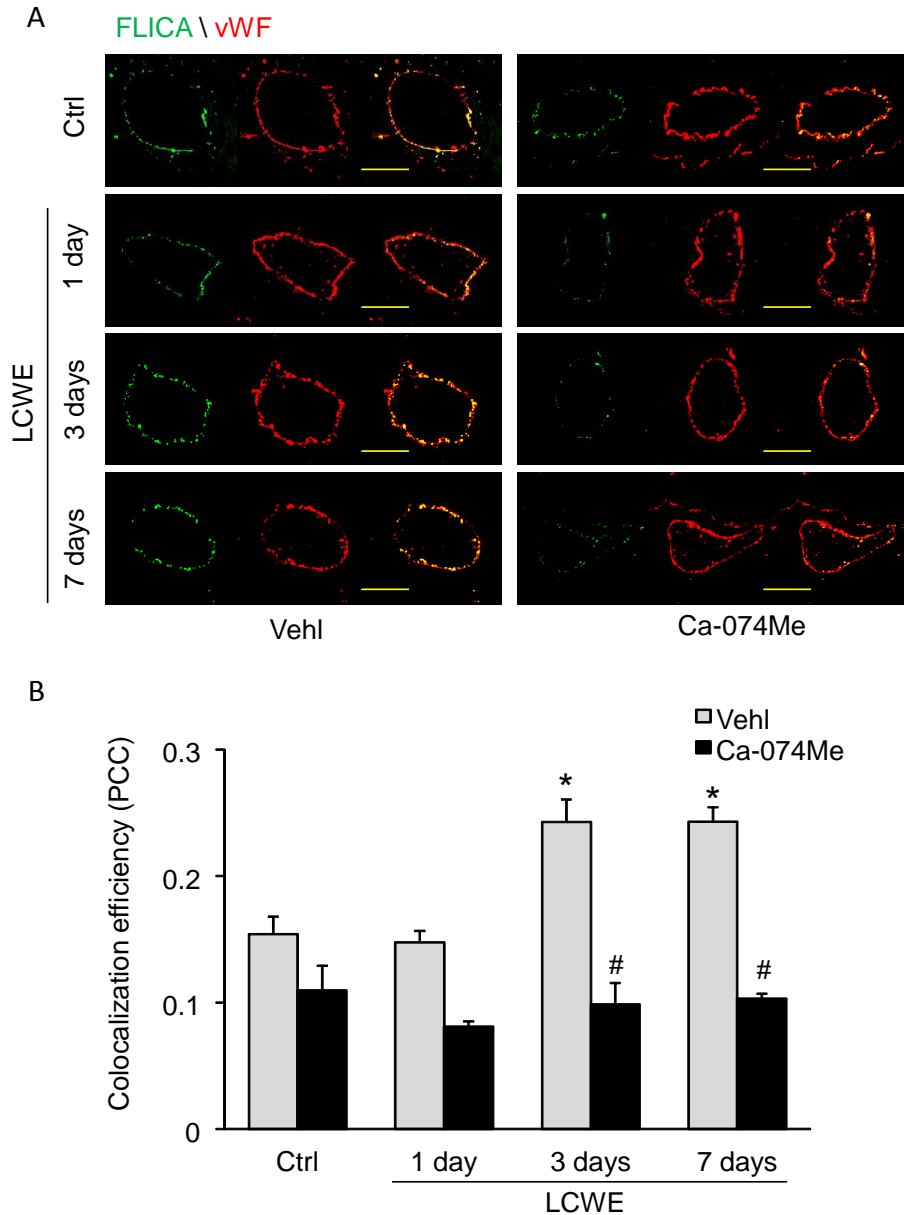 A
FLICA \ vWF
Ctrl
LCWE
1 day
3 days
7 days
Vehl
Ca-074Me
B
Vehl
Ca-074Me
Colocalization efficiency (PCC)
0.3
0.2
0.1
0
*
*
#
#
Ctrl
1 day
3 days
7 days
LCWE